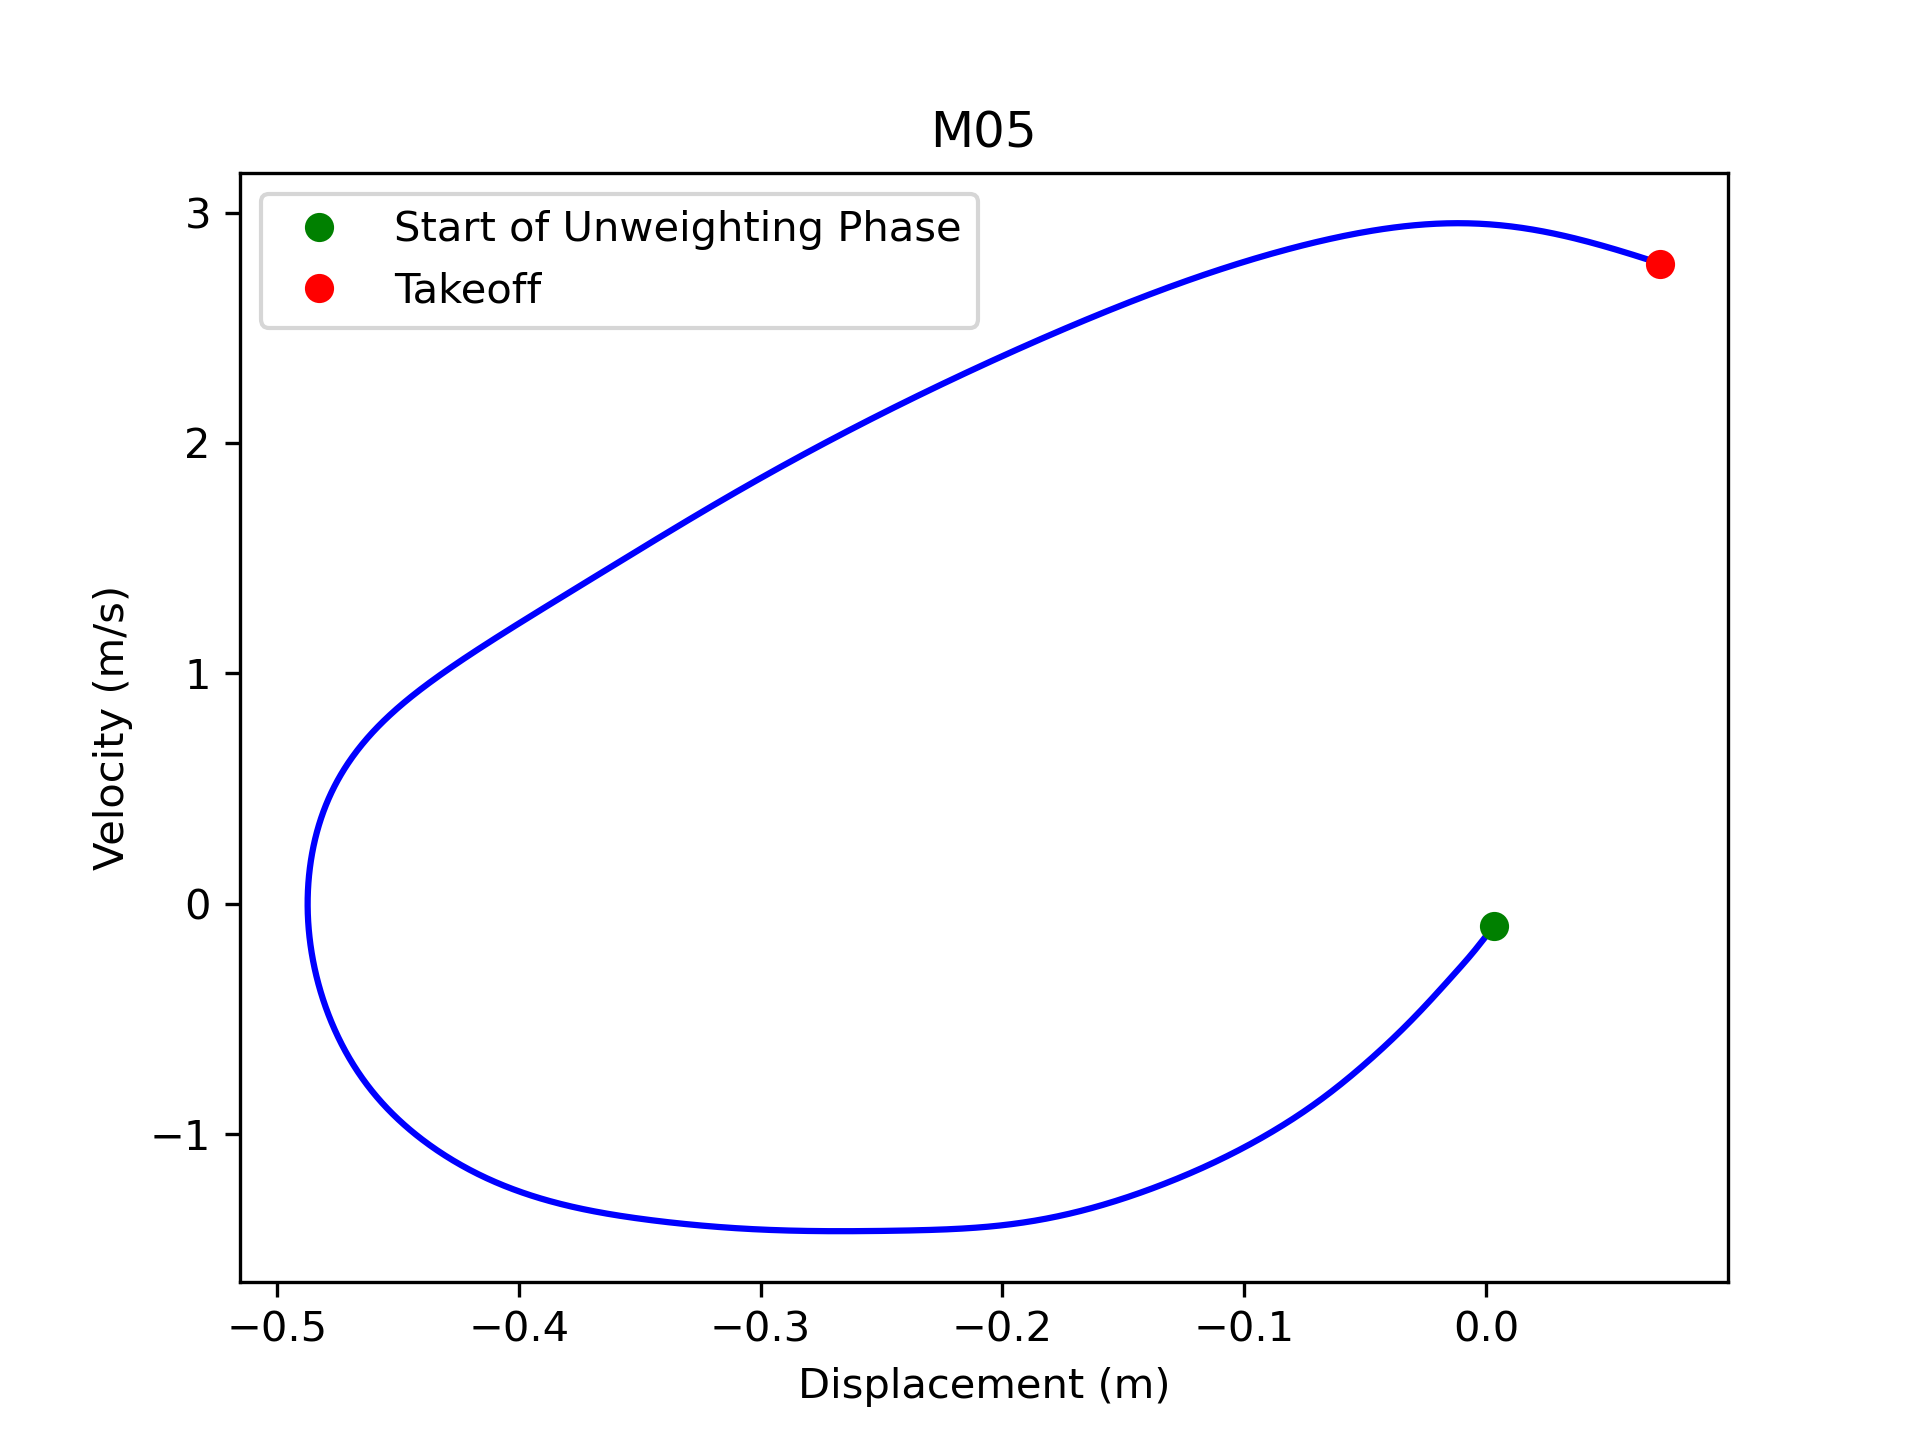 M05
Start of Unweighting Phase
Takeoff
Velocity (m/s)
3
2
1
0
−1
−0.5 −0.4 −0.3 −0.2 −0.1 0.0
Displacement (m)